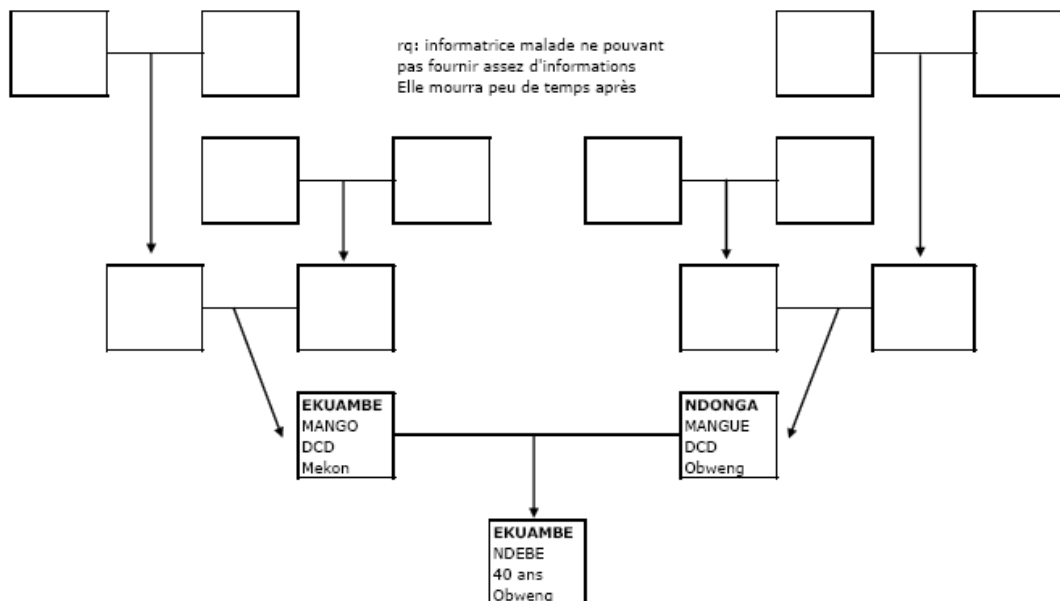 rq: informatrice malade ne pouvant
pas fournir assez d'informations
Elle mourra peu de temps après
EKUAMBE
MANGO
DCD
Mekon
NDONGA
MANGUE
DCD
Obweng
EKUAMBE
NDEBE
40 ans
Obweng